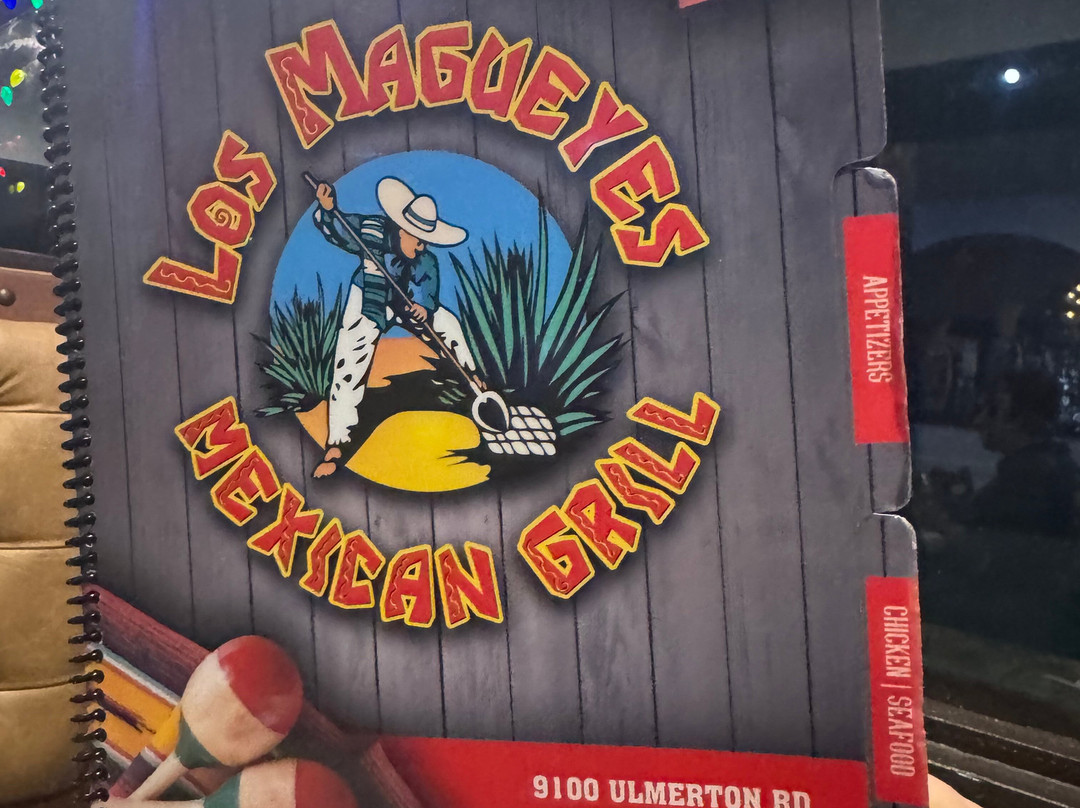 LOS MAGUEYES
MEXICAN GRILL
APPETIZERS
CHICKEN | SEAFOOD
9100 ULMERTON RD